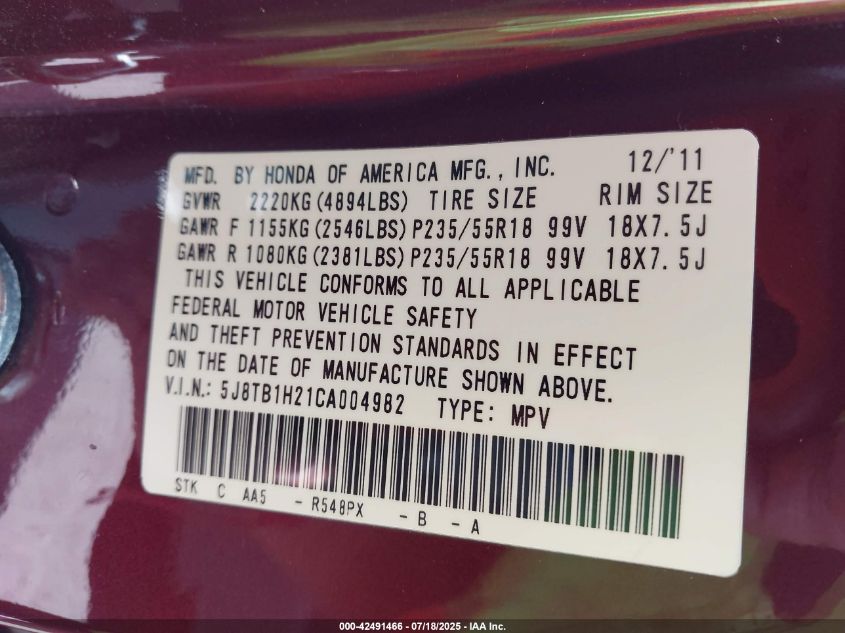 MFD. BY HONDA OF AMERICA MFG., INC. 12/'11
GVWR 2220KG(4894LBS) TIRE SIZE RIM SIZE
GAWR F 1155KG(2546LBS)P235/55R18 99V 18X7.5J
GAWR R 1080KG(2381LBS)P235/55R18 99V 18X7.5J
THIS VEHICLE CONFORMS TO ALL APPLICABLE
FEDERAL MOTOR VEHICLE SAFETY
AND THEFT PREVENTION STANDARDS IN EFFECT
ON THE DATE OF MANUFACTURE SHOWN ABOVE.
V.I.N.: 5J8TB1H21CA004982 TYPE: MPV
STK C AA5 - R548PX - B - A
000-42491466 - 07/18/2025 - IAA Inc.